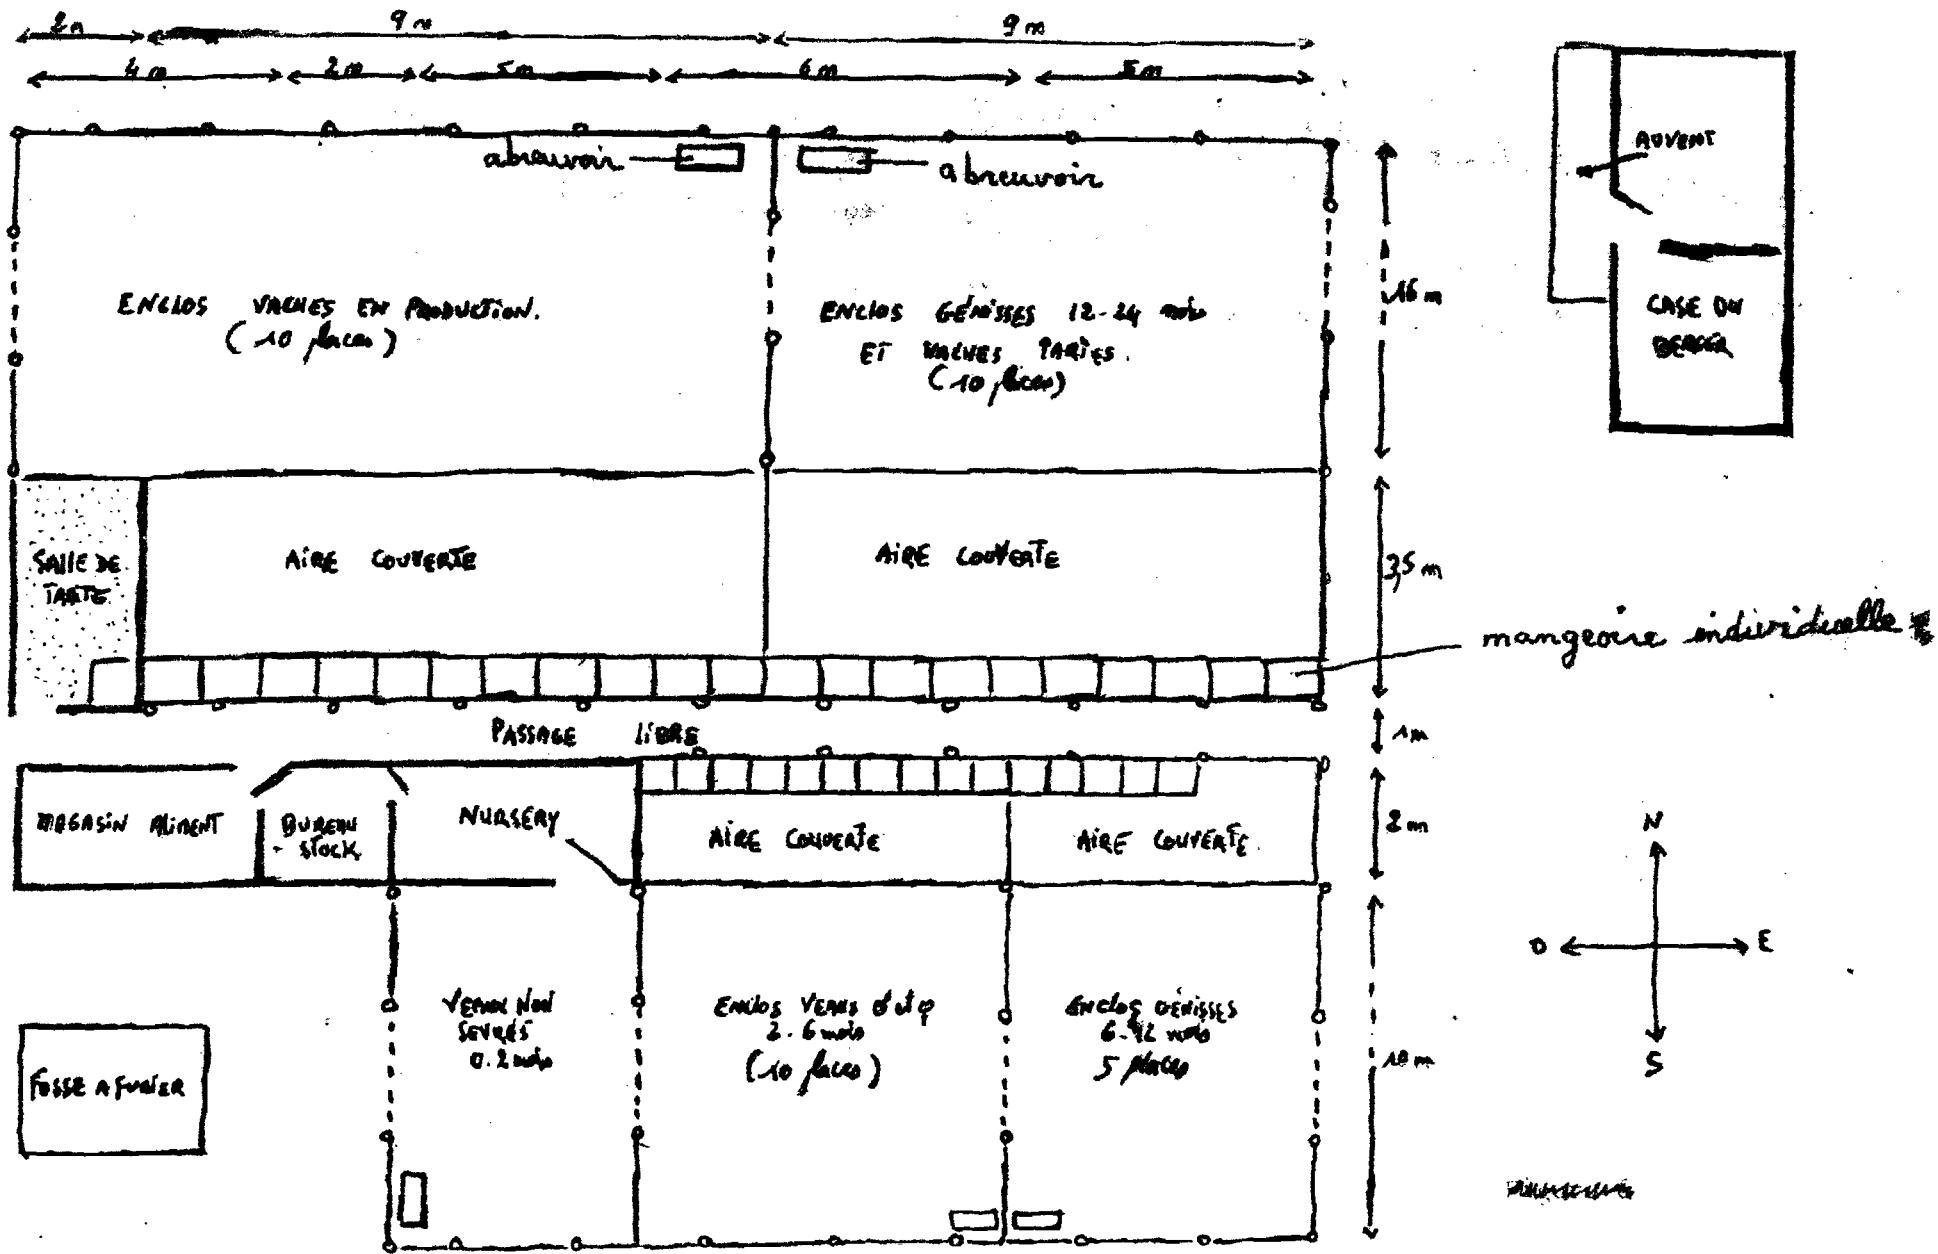 2m 9m 9m
4m 2m 5m 6m 5m
abreuvoir
abreuvoir
AUVENT
ENCLOS VACHES EN PRODUCTION.
(10 places)
ENCLOS GÉNISSES 12-24 mois
ET VACHES TARIES.
(10 places)
16 m
CASE DU
BERGER
SALLE DE
TRAITE
AIRE COUVERTE
AIRE COUVERTE
3,5 m
mangeoire individuelle
PASSAGE LIBRE
1m
MAGASIN ALIMENT
BUREAU
- STOCK
NURSERY
AIRE COUVERTE
AIRE COUVERTE.
2m
N
O E
S
VEAUX NON
SEVRÉS
0.2 mois
ENCLOS VEAUX ♂ et ♀
2.6 mois
(10 places)
ENCLOS GÉNISSES
6-12 mois
5 places
10 m
FOSSE A FUMIER